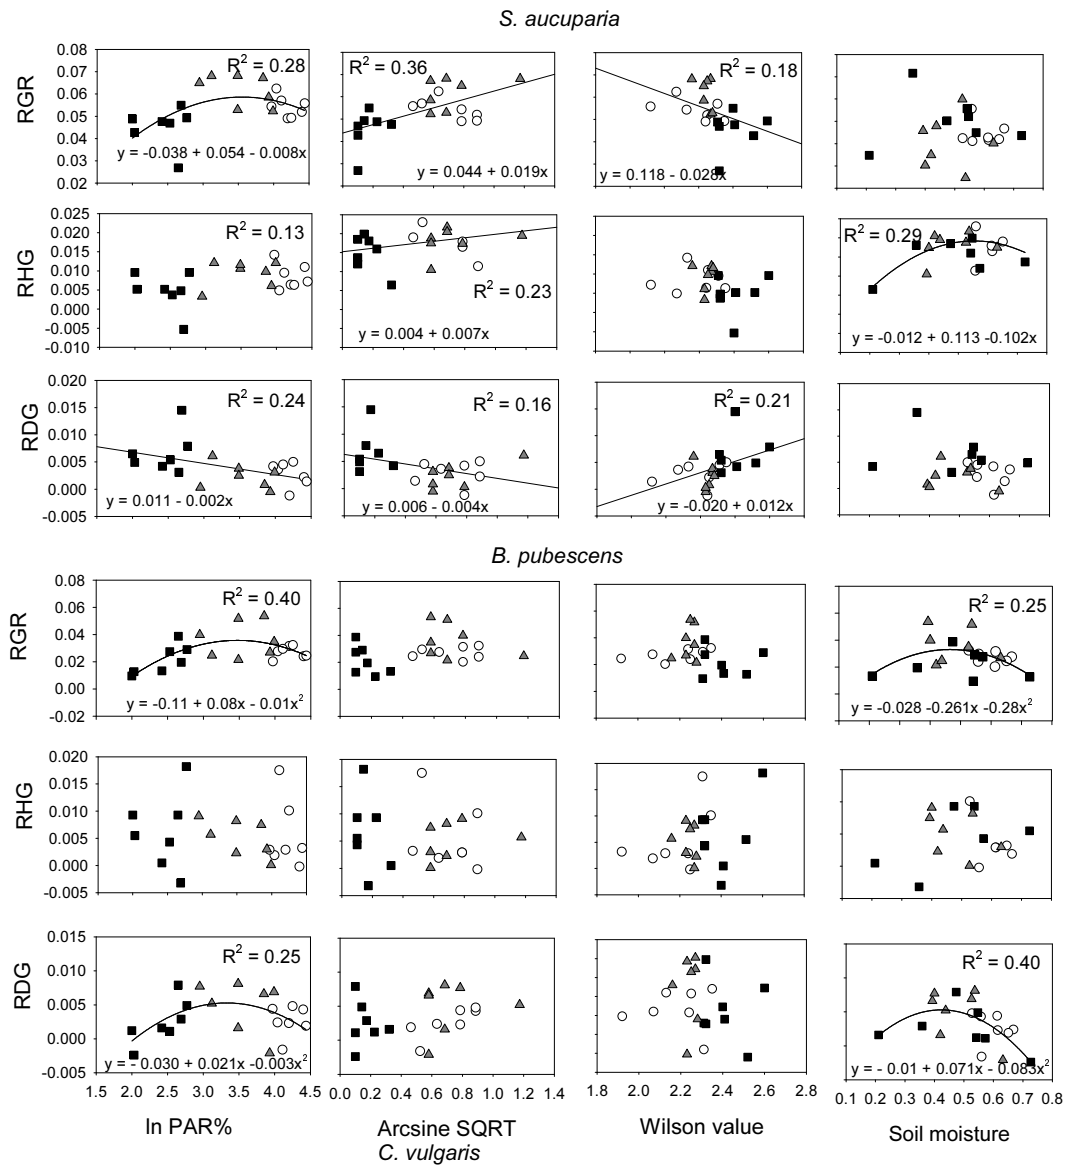 S. aucuparia
RGR
0.08
0.07
0.06
0.05
0.04
0.03
0.02
R² = 0.28
y = -0.038 + 0.054 - 0.008x
R² = 0.36
0.044 + 0.019x
R² = 0.18
y = 0.118 - 0.028x
RHG
0.025
0.020
0.015
0.010
0.005
0.000
-0.005
-0.010
R² = 0.13
R² = 0.23
y = 0.004 + 0.007x
R² = 0.29
y = -0.012 + 0.113 -0.102x
RDG
0.020
0.015
0.010
0.005
0.000
-0.005
R² = 0.24
y = 0.011 - 0.002x
R² = 0.16
y = 0.006 - 0.004x
R² = 0.21
y = -0.020 + 0.012x
B. pubescens
RGR
0.08
0.06
0.04
0.02
0.00
-0.02
R² = 0.40
y = -0.11 + 0.08x - 0.01x²
R² = 0.25
y = -0.028 -0.261x -0.28x²
RHG
0.020
0.015
0.010
0.005
0.000
-0.005
RDG
0.015
0.010
0.005
0.000
-0.005
R² = 0.25
y = - 0.030 + 0.021x -0.003x²
R² = 0.40
y = - 0.01 + 0.071x - 0.083x²
1.5 2.0 2.5 3.0 3.5 4.0 4.5
0.0 0.2 0.4 0.6 0.8 1.0 1.2 1.4
1.8 2.0 2.2 2.4 2.6 2.8
0.1 0.2 0.3 0.4 0.5 0.6 0.7 0.8
ln PAR%
Arcsine SQRT
C. vulgaris
Wilson value
Soil moisture